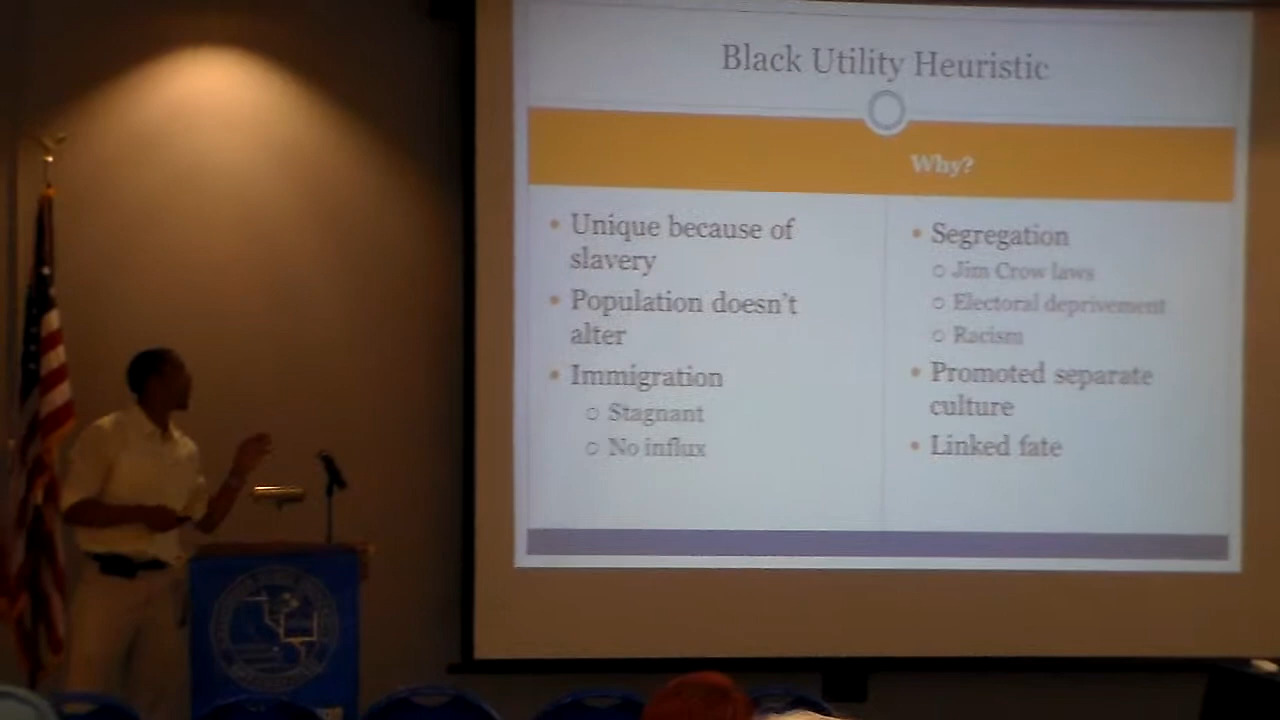 Black Utility Heuristic
Why?
• Unique because of
slavery
• Population doesn't
alter
• Immigration
○ Stagnant
○ No influx
• Segregation
○ Jim Crow laws
○ Electoral deprivement
○ Racism
• Promoted separate
culture
• Linked fate